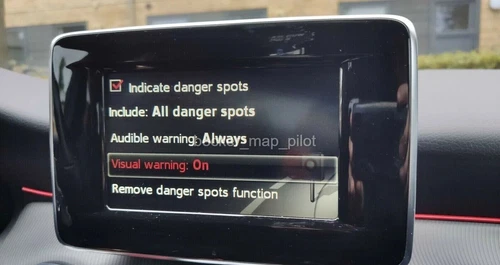 Indicate danger spots
Include: All danger spots
Audible warning: Always
Visual warning: On
Remove danger spots function